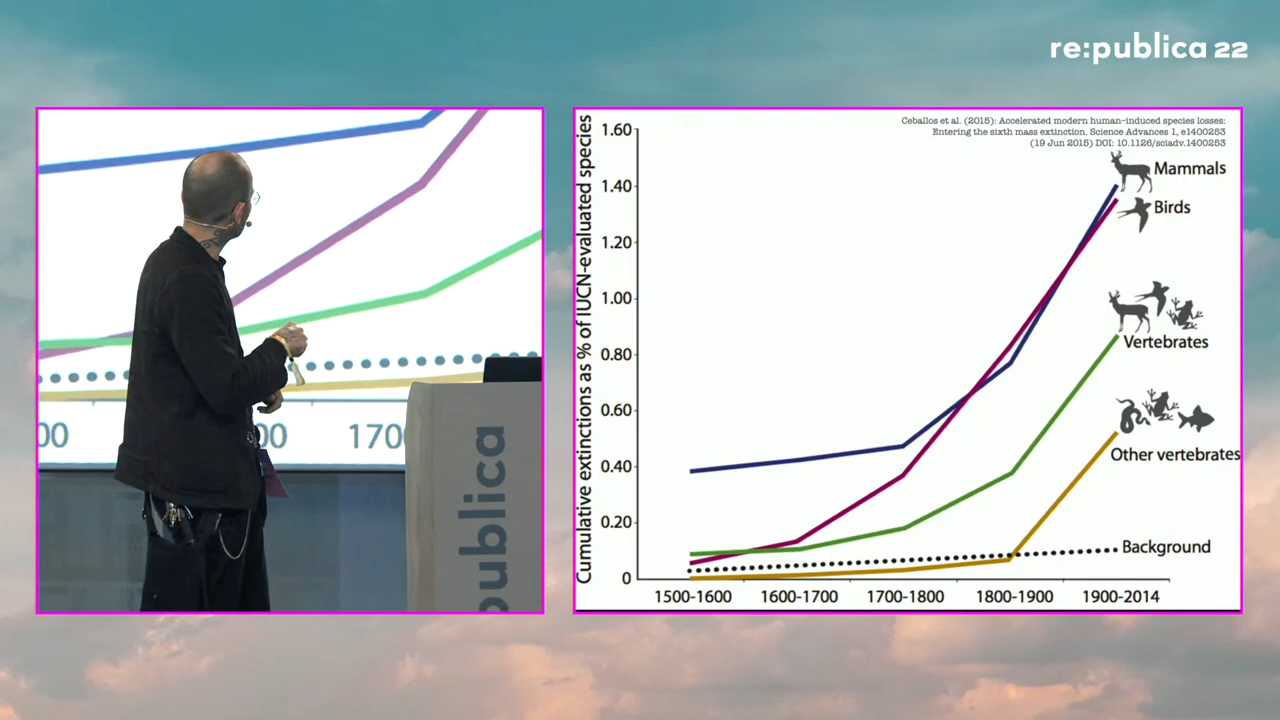 re:publica 22
00
00
170
publica
Ceballos et al. (2015): Accelerated modern human-induced species losses:
Entering the sixth mass extinction. Science Advances 1, e1400253
(19 Jun 2015) DOI: 10.1126/sciadv.1400253
Cumulative extinctions as % of IUCN-evaluated species
1.60
1.40
1.20
1.00
0.80
0.60
0.40
0.20
0
Mammals
Birds
Vertebrates
Other vertebrates
Background
1500-1600
1600-1700
1700-1800
1800-1900
1900-2014